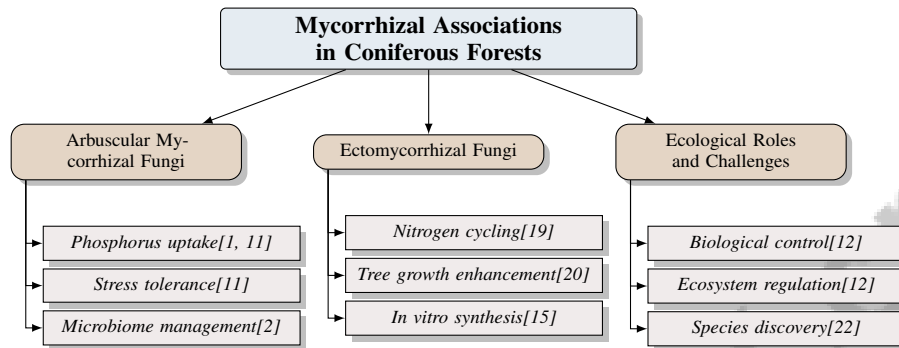 Mycorrhizal Associations
in Coniferous Forests
Arbuscular My-
corrhizal Fungi
Phosphorus uptake[1, 11]
Stress tolerance[11]
Microbiome management[2]
Ectomycorrhizal Fungi
Nitrogen cycling[19]
Tree growth enhancement[20]
In vitro synthesis[15]
Ecological Roles
and Challenges
Biological control[12]
Ecosystem regulation[12]
Species discovery[22]